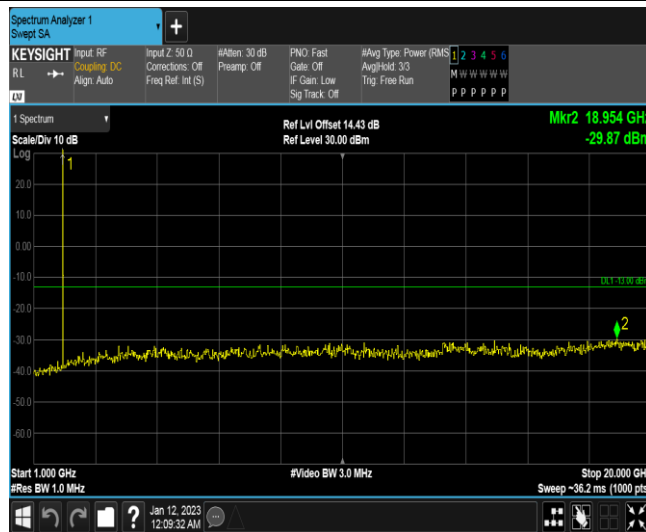 Spectrum Analyzer 1
Swept SA
+
KEYSIGHT Input: RF Input Z: 50 Ω #Atten: 30 dB PNO: Fast #Avg Type: Power (RMS 1 2 3 4 5 6
RL Coupling: DC Corrections: Off Preamp: Off Gate: Off Avg|Hold: 3/3 M W W W W W
Align: Auto Freq Ref: Int (S) IF Gain: Low Trig: Free Run
LXI Sig Track: Off P P P P P P
1 Spectrum Ref Lvl Offset 14.43 dB Mkr2 18.954 GH
Scale/Div 10 dB Ref Level 30.00 dBm -29.87 dBm
Log
1
20.0
10.0
0.00
-10.0
DL1 -13.00 dBm
-20.0
2
-30.0
-40.0
-50.0
-60.0
Start 1.000 GHz #Video BW 3.0 MHz Stop 20.000 GH
#Res BW 1.0 MHz Sweep ~36.2 ms (1000 pts
? Jan 12, 2023
12:09:32 AM